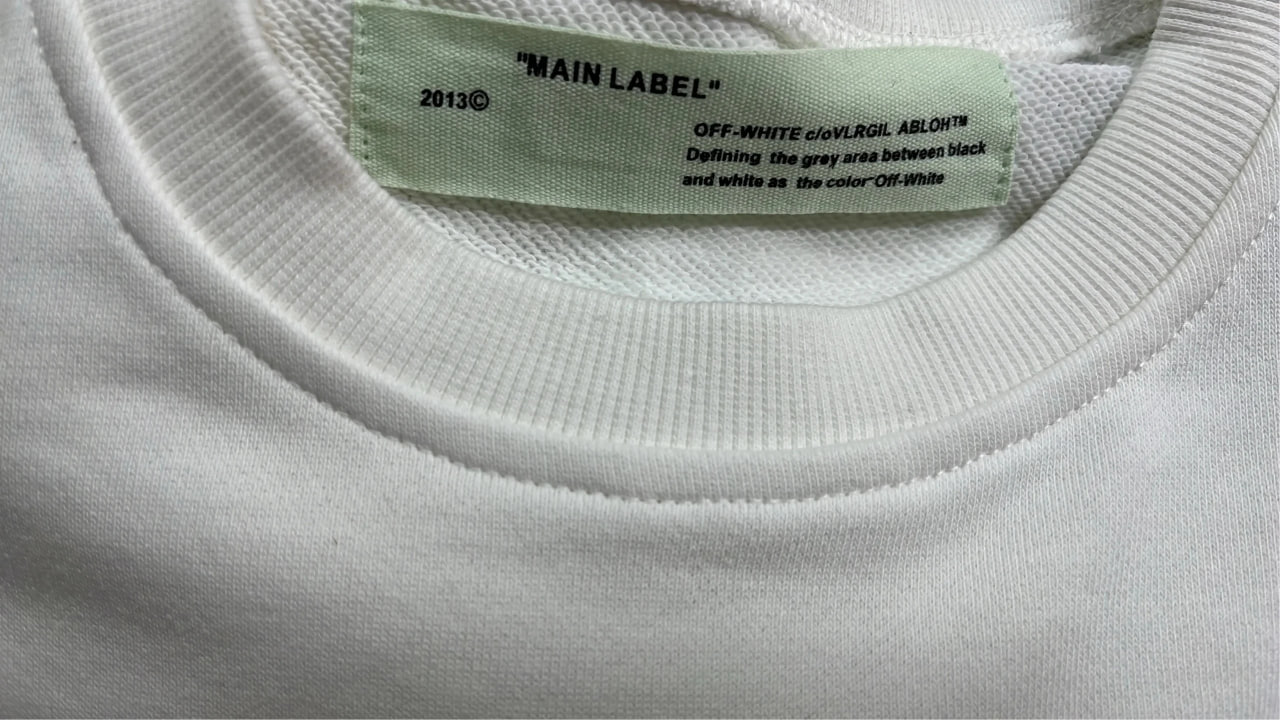 "MAIN LABEL"
2013©
OFF-WHITE c/oVLRGIL ABLOH™
Defining the grey area between black
and white as the color Off-White